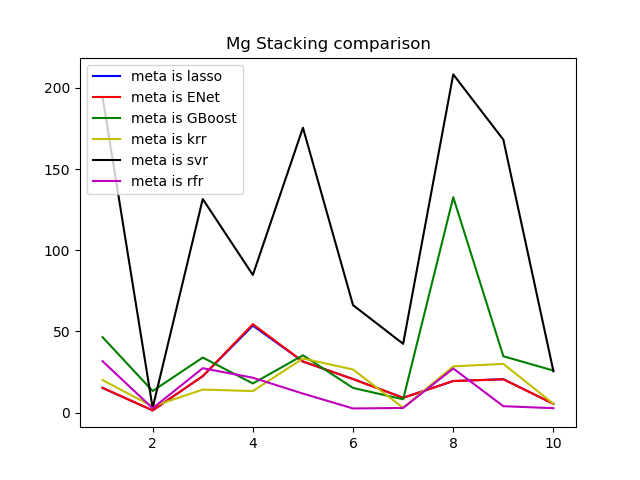 Mg Stacking comparison
meta is lasso
meta is ENet
meta is GBoost
meta is krr
meta is svr
meta is rfr
200
150
100
50
0
2 4 6 8 10